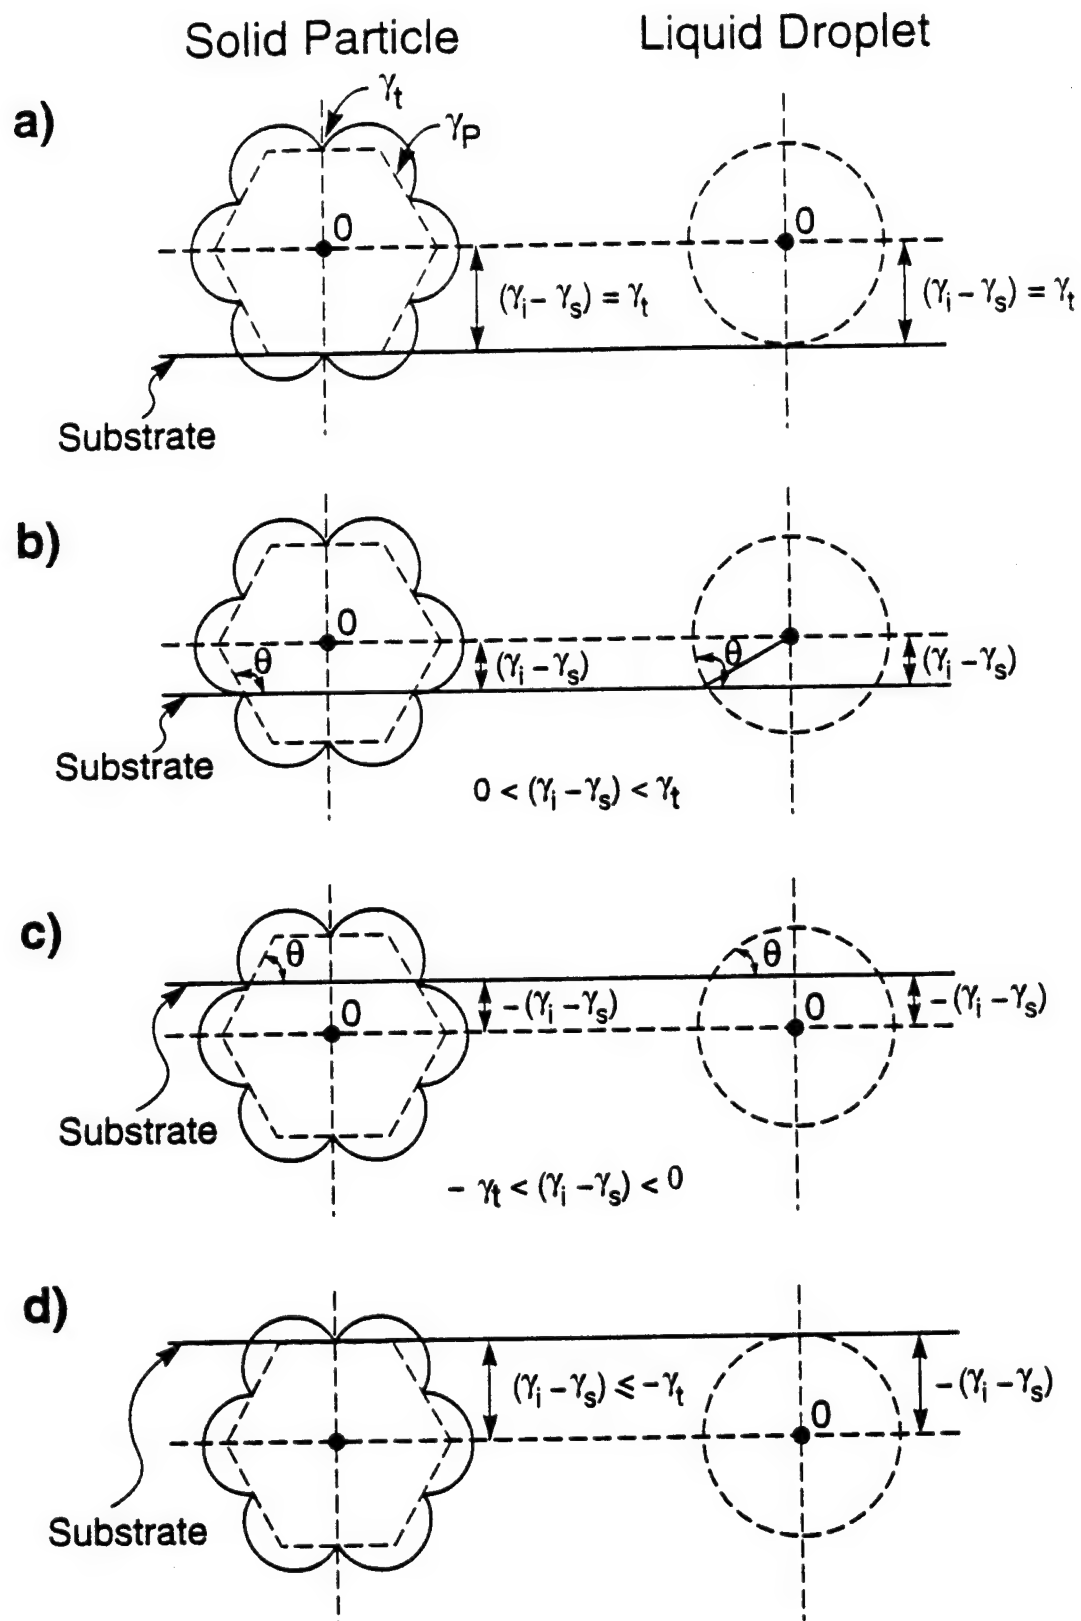 Solid Particle
Liquid Droplet
a)
γt
γP
0
0
(γi – γs) = γt
(γi – γs) = γt
Substrate
b)
0
θ
θ
(γi – γs)
(γi – γs)
Substrate
0 < (γi – γs) < γt
c)
θ
θ
–(γi – γs)
–(γi – γs)
0
0
Substrate
– γt < (γi – γs) < 0
d)
(γi – γs) ⩽ –γt
–(γi – γs)
0
Substrate